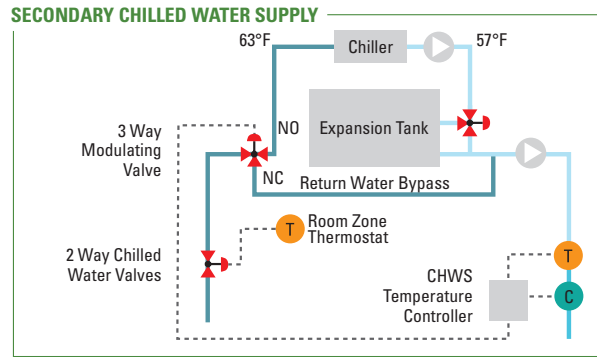 SECONDARY CHILLED WATER SUPPLY
63°F
Chiller
57°F
3 Way
Modulating
Valve
NO
Expansion Tank
NC
Return Water Bypass
T
Room Zone
Thermostat
2 Way Chilled
Water Valves
T
CHWS
Temperature
Controller
C